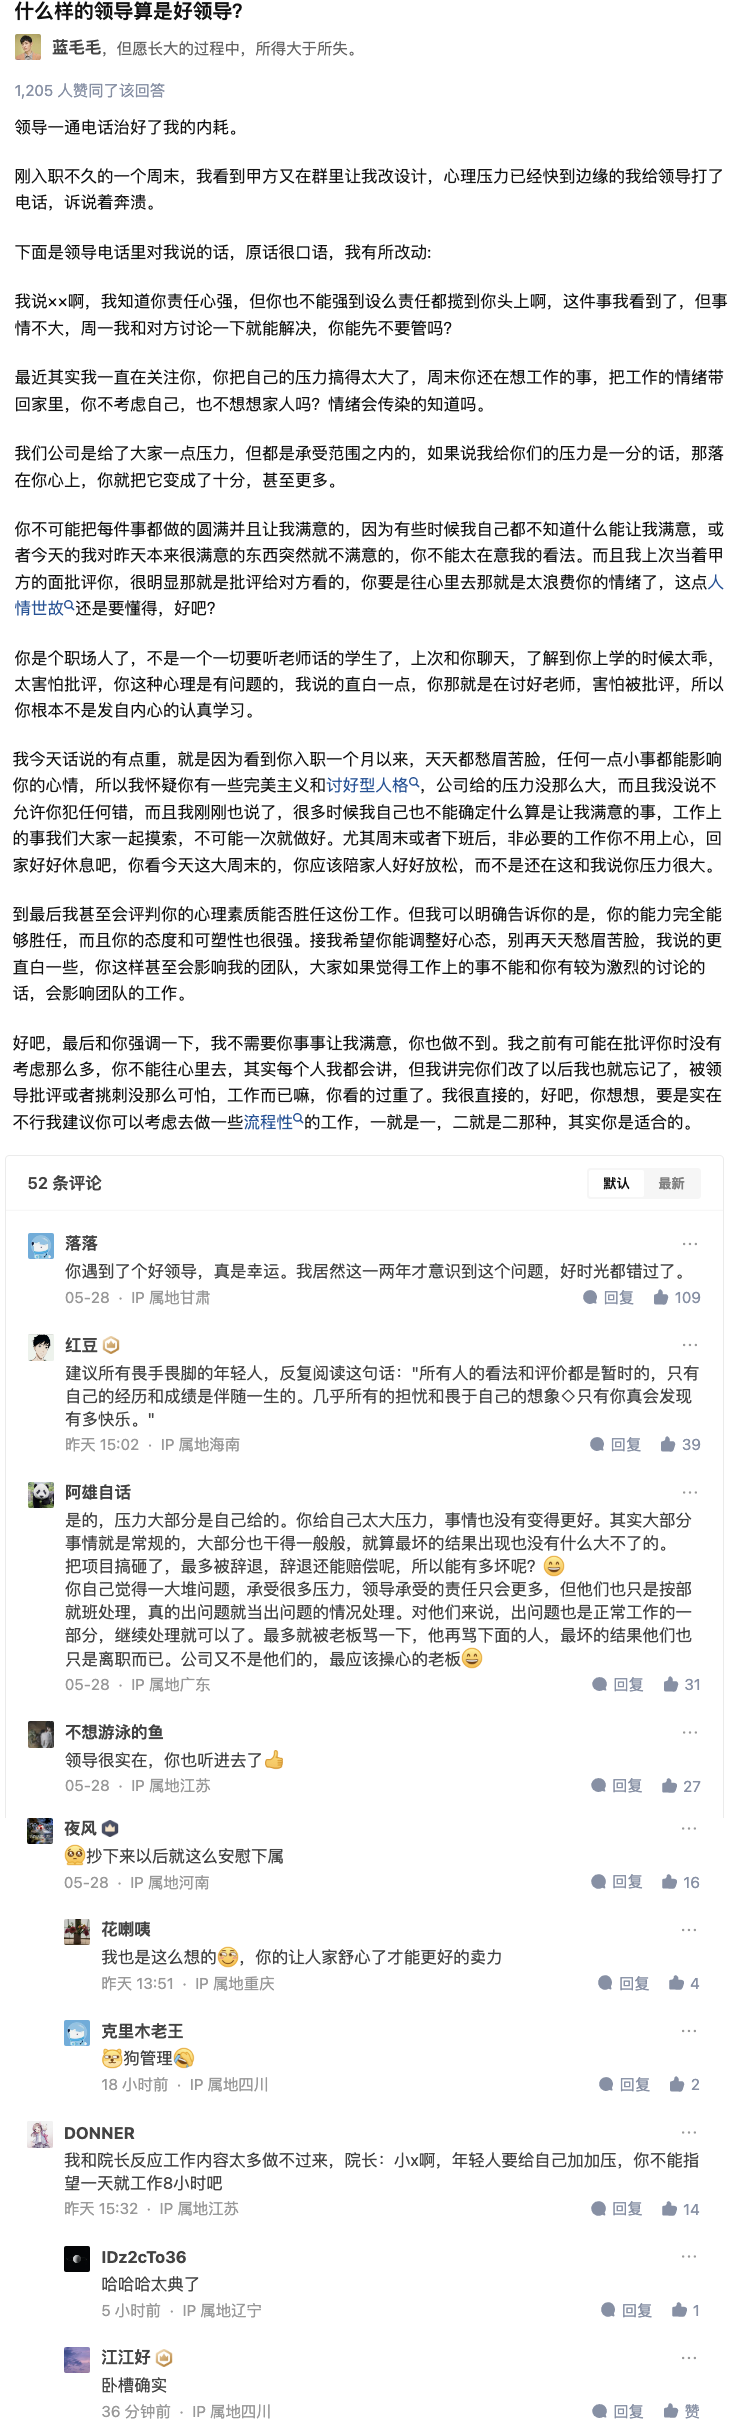 什么样的领导算是好领导?
蓝毛毛，但愿长大的过程中，所得大于所失。
1,205 人赞同了该回答
领导一通电话治好了我的内耗。
刚入职不久的一个周末，我看到甲方又在群里让我改设计，心理压力已经快到边缘的我给领导打了
电话，诉说着奔溃。
下面是领导电话里对我说的话，原话很口语，我有所改动:
我说××啊，我知道你责任心强，但你也不能强到设么责任都揽到你头上啊，这件事我看到了，但事
情不大，周一我和对方讨论一下就能解决，你能先不要管吗?
最近其实我一直在关注你，你把自己的压力搞得太大了，周末你还在想工作的事，把工作的情绪带
回家里，你不考虑自己，也不想想家人吗？情绪会传染的知道吗。
我们公司是给了大家一点压力，但都是承受范围之内的，如果说我给你们的压力是一分的话，那落
在你心上，你就把它变成了十分，甚至更多。
你不可能把每件事都做的圆满并且让我满意的，因为有些时候我自己都不知道什么能让我满意，或
者今天的我对昨天本来很满意的东西突然就不满意的，你不能太在意我的看法。而且我上次当着甲
方的面批评你，很明显那就是批评给对方看的，你要是往心里去那就是太浪费你的情绪了，这点人
情世故还是要懂得，好吧?
你是个职场人了，不是一个一切要听老师话的学生了，上次和你聊天，了解到你上学的时候太乖，
太害怕批评，你这种心理是有问题的，我说的直白一点，你那就是在讨好老师，害怕被批评，所以
你根本不是发自内心的认真学习。
我今天话说的有点重，就是因为看到你入职一个月以来，天天都愁眉苦脸，任何一点小事都能影响
你的心情，所以我怀疑你有一些完美主义和讨好型人格，公司给的压力没那么大，而且我没说不
允许你犯任何错，而且我刚刚也说了，很多时候我自己也不能确定什么算是让我满意的事，工作上
的事我们大家一起摸索，不可能一次就做好。尤其周末或者下班后，非必要的工作你不用上心，回
家好好休息吧，你看今天这大周末的，你应该陪家人好好放松，而不是还在这和我说你压力很大。
到最后我甚至会评判你的心理素质能否胜任这份工作。但我可以明确告诉你的是，你的能力完全能
够胜任，而且你的态度和可塑性也很强。接我希望你能调整好心态，别再天天愁眉苦脸，我说的更
直白一些，你这样甚至会影响我的团队，大家如果觉得工作上的事不能和你有较为激烈的讨论的
话，会影响团队的工作。
好吧，最后和你强调一下，我不需要你事事让我满意，你也做不到。我之前有可能在批评你时没有
考虑那么多，你不能往心里去，其实每个人我都会讲，但我讲完你们改了以后我也就忘记了，被领
导批评或者挑刺没那么可怕，工作而已嘛，你看的过重了。我很直接的，好吧，你想想，要是实在
不行我建议你可以考虑去做一些流程性的工作，一就是一，二就是二那种，其实你是适合的。
52 条评论 默认 最新
落落
你遇到了个好领导，真是幸运。我居然这一两年才意识到这个问题，好时光都错过了。
05-28 · IP 属地甘肃 回复 109
红豆
建议所有畏手畏脚的年轻人，反复阅读这句话："所有人的看法和评价都是暂时的，只有
自己的经历和成绩是伴随一生的。几乎所有的担忧和畏于自己的想象◇只有你真会发现
有多快乐。"
昨天 15:02 · IP 属地海南 回复 39
阿雄自话
是的，压力大部分是自己给的。你给自己太大压力，事情也没有变得更好。其实大部分
事情就是常规的，大部分也干得一般般，就算最坏的结果出现也没有什么大不了的。
把项目搞砸了，最多被辞退，辞退还能赔偿呢，所以能有多坏呢？😄
你自己觉得一大堆问题，承受很多压力，领导承受的责任只会更多，但他们也只是按部
就班处理，真的出问题就当出问题的情况处理。对他们来说，出问题也是正常工作的一
部分，继续处理就可以了。最多就被老板骂一下，他再骂下面的人，最坏的结果他们也
只是离职而已。公司又不是他们的，最应该操心的老板😄
05-28 · IP 属地广东 回复 31
不想游泳的鱼
领导很实在，你也听进去了👍
05-28 · IP 属地江苏 回复 27
夜风
🥺抄下来以后就这么安慰下属
05-28 · IP 属地河南 回复 16
花喇咦
我也是这么想的，你的让人家舒心了才能更好的卖力
昨天 13:51 · IP 属地重庆 回复 4
克里木老王
狗管理
18 小时前 · IP 属地四川 回复 2
DONNER
我和院长反应工作内容太多做不过来，院长：小x啊，年轻人要给自己加加压，你不能指
望一天就工作8小时吧
昨天 15:32 · IP 属地江苏 回复 14
IDz2cTo36
哈哈哈太典了
5 小时前 · IP 属地辽宁 回复 1
江江好
卧槽确实
36 分钟前 · IP 属地四川 回复 赞